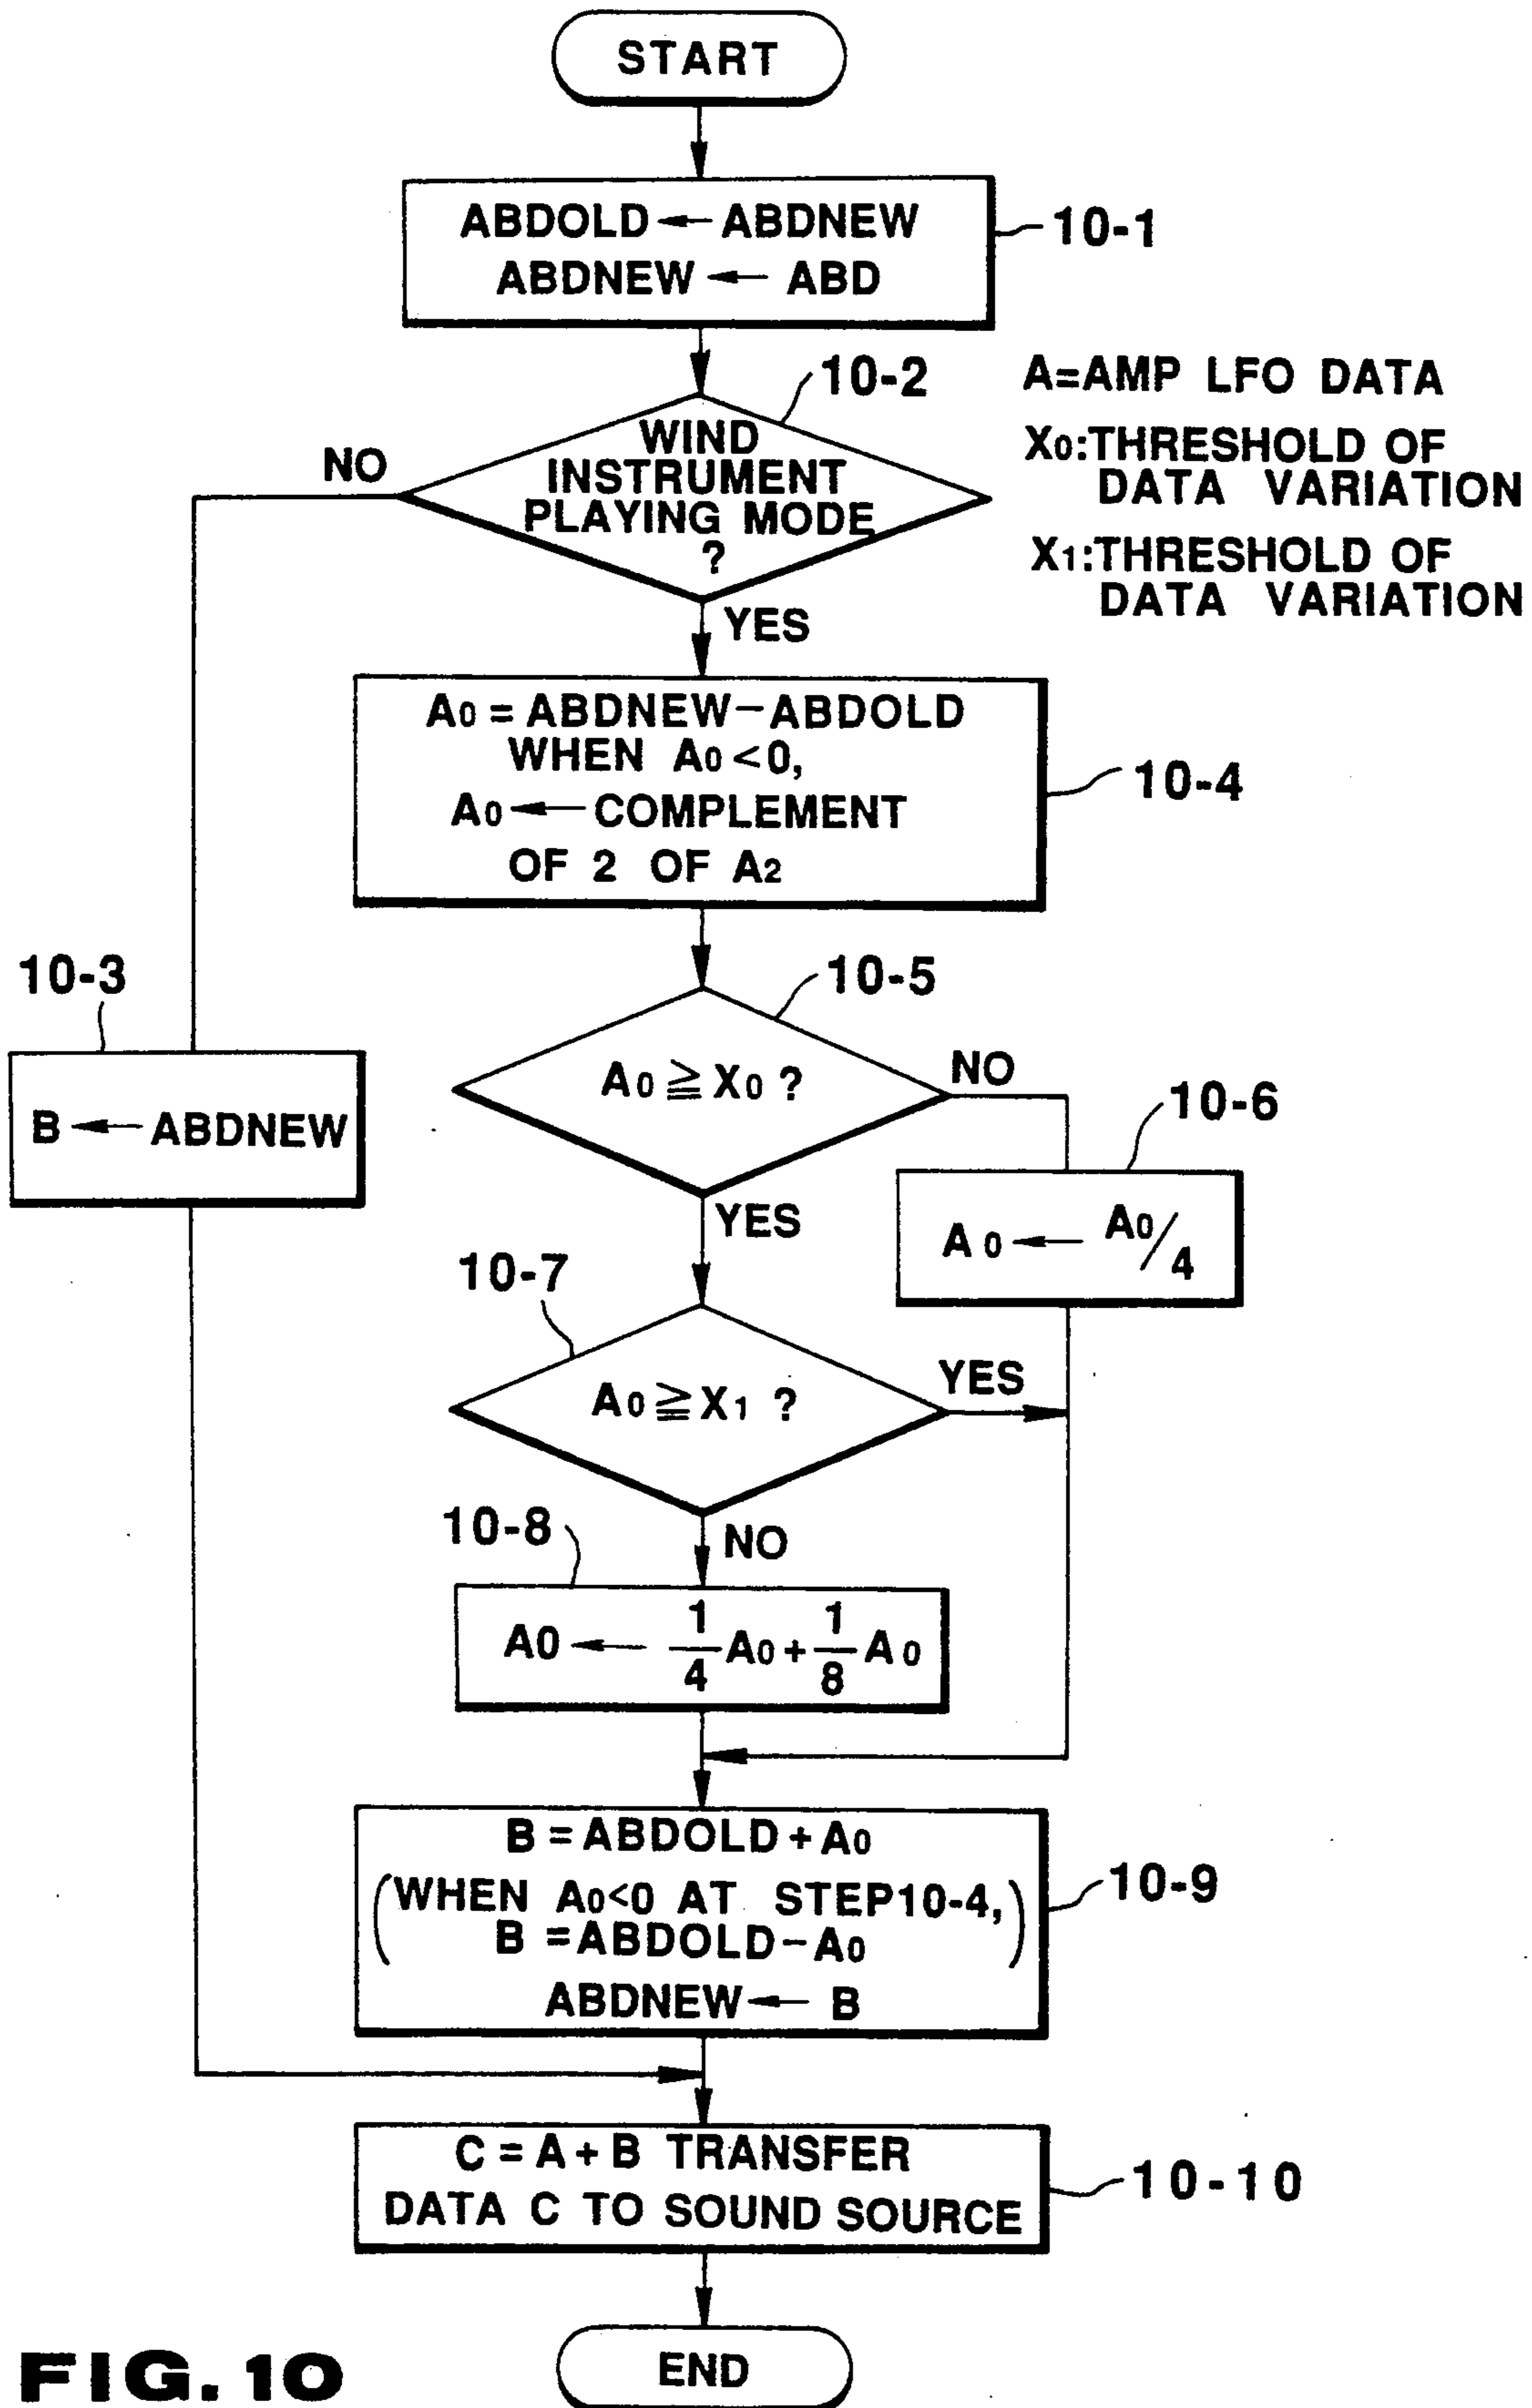 START
ABDOLD ← ABDNEW
ABDNEW ← ABD
10-1
10-2
A=AMP LFO DATA
X0:THRESHOLD OF
DATA VARIATION
X1:THRESHOLD OF
DATA VARIATION
WIND
INSTRUMENT
PLAYING MODE
?
NO
YES
A0 = ABDNEW－ABDOLD
WHEN A0 <0,
A0 ← COMPLEMENT
OF 2 OF A2
10-4
10-3
B ← ABDNEW
10-5
A0 ≧ X0 ?
NO
10-6
A0 ← A0/4
YES
10-7
A0 ≧ X1 ?
YES
10-8
NO
A0 ← 1/4 A0 + 1/8 A0
B = ABDOLD + A0
(WHEN A0<0 AT STEP10-4,
B = ABDOLD－A0)
ABDNEW ← B
10-9
C = A + B TRANSFER
DATA C TO SOUND SOURCE
10-10
END
FIG.10